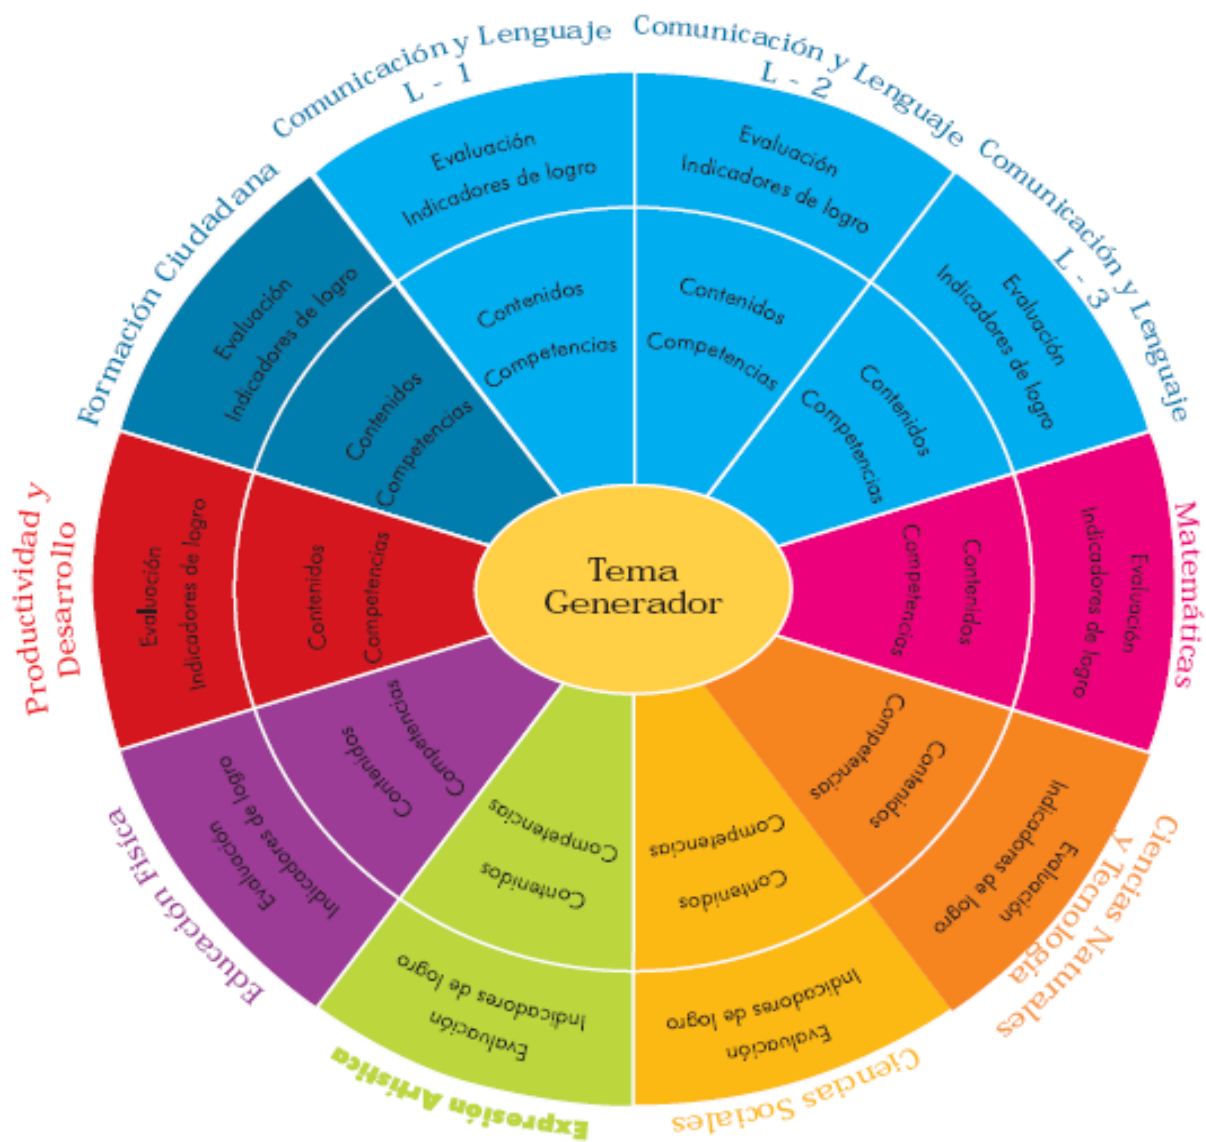 Comunicación y Lenguaje
L - 1
Evaluación
Indicadores de logro
Contenidos
Competencias
Comunicación y Lenguaje
L - 2
Evaluación
Indicadores de logro
Contenidos
Competencias
Comunicación y Lenguaje
L - 3
Evaluación
Indicadores de logro
Contenidos
Competencias
Matemáticas
Evaluación
Indicadores de logro
Contenidos
Competencias
Ciencias Naturales
y Tecnología
Evaluación
Indicadores de logro
Contenidos
Competencias
Ciencias Sociales
Evaluación
Indicadores de logro
Contenidos
Competencias
Expresión Artística
Evaluación
Indicadores de logro
Contenidos
Competencias
Educación Física
Evaluación
Indicadores de logro
Contenidos
Competencias
Productividad y
Desarrollo
Evaluación
Indicadores de logro
Contenidos
Competencias
Formación Ciudadana
Evaluación
Indicadores de logro
Contenidos
Competencias
Tema
Generador